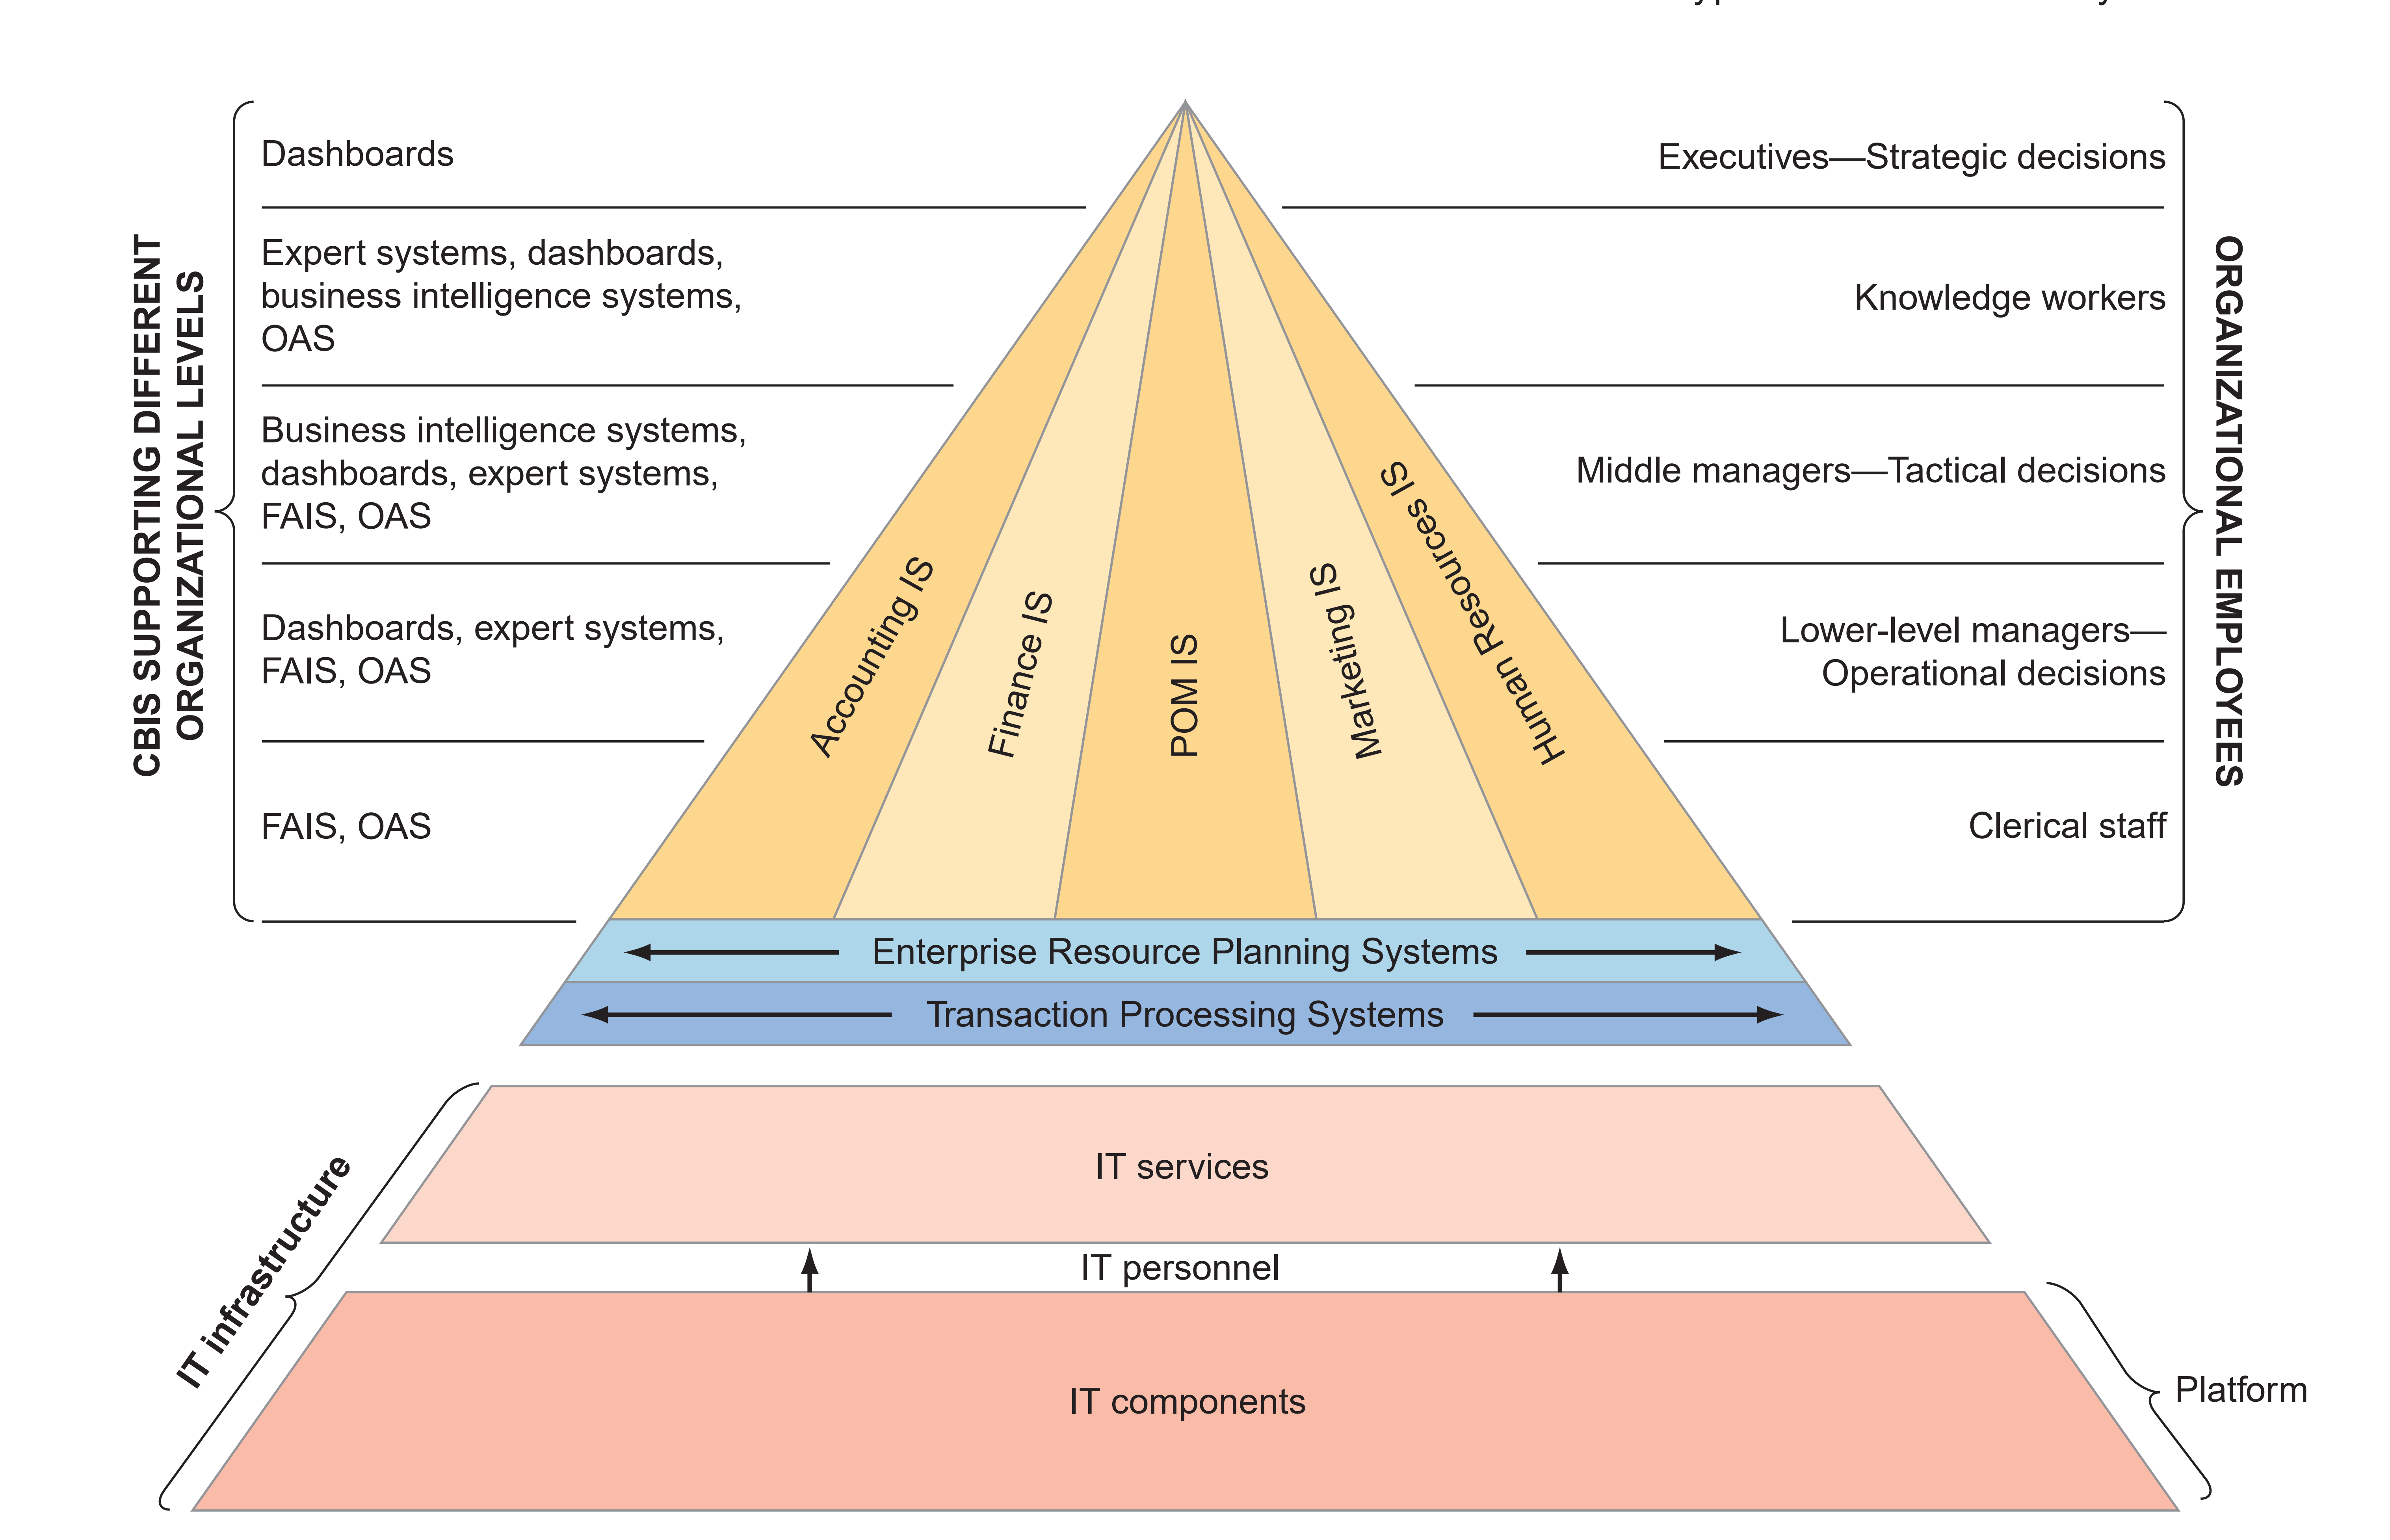 CBIS SUPPORTING DIFFERENT
ORGANIZATIONAL LEVELS
Dashboards
Expert systems, dashboards,
business intelligence systems,
OAS
Business intelligence systems,
dashboards, expert systems,
FAIS, OAS
Dashboards, expert systems,
FAIS, OAS
FAIS, OAS
Accounting IS
Finance IS
POM IS
Marketing IS
Human Resources IS
Executives—Strategic decisions
Knowledge workers
Middle managers—Tactical decisions
Lower-level managers—
Operational decisions
Clerical staff
ORGANIZATIONAL EMPLOYEES
Enterprise Resource Planning Systems
Transaction Processing Systems
IT infrastructure
IT services
IT personnel
IT components
Platform